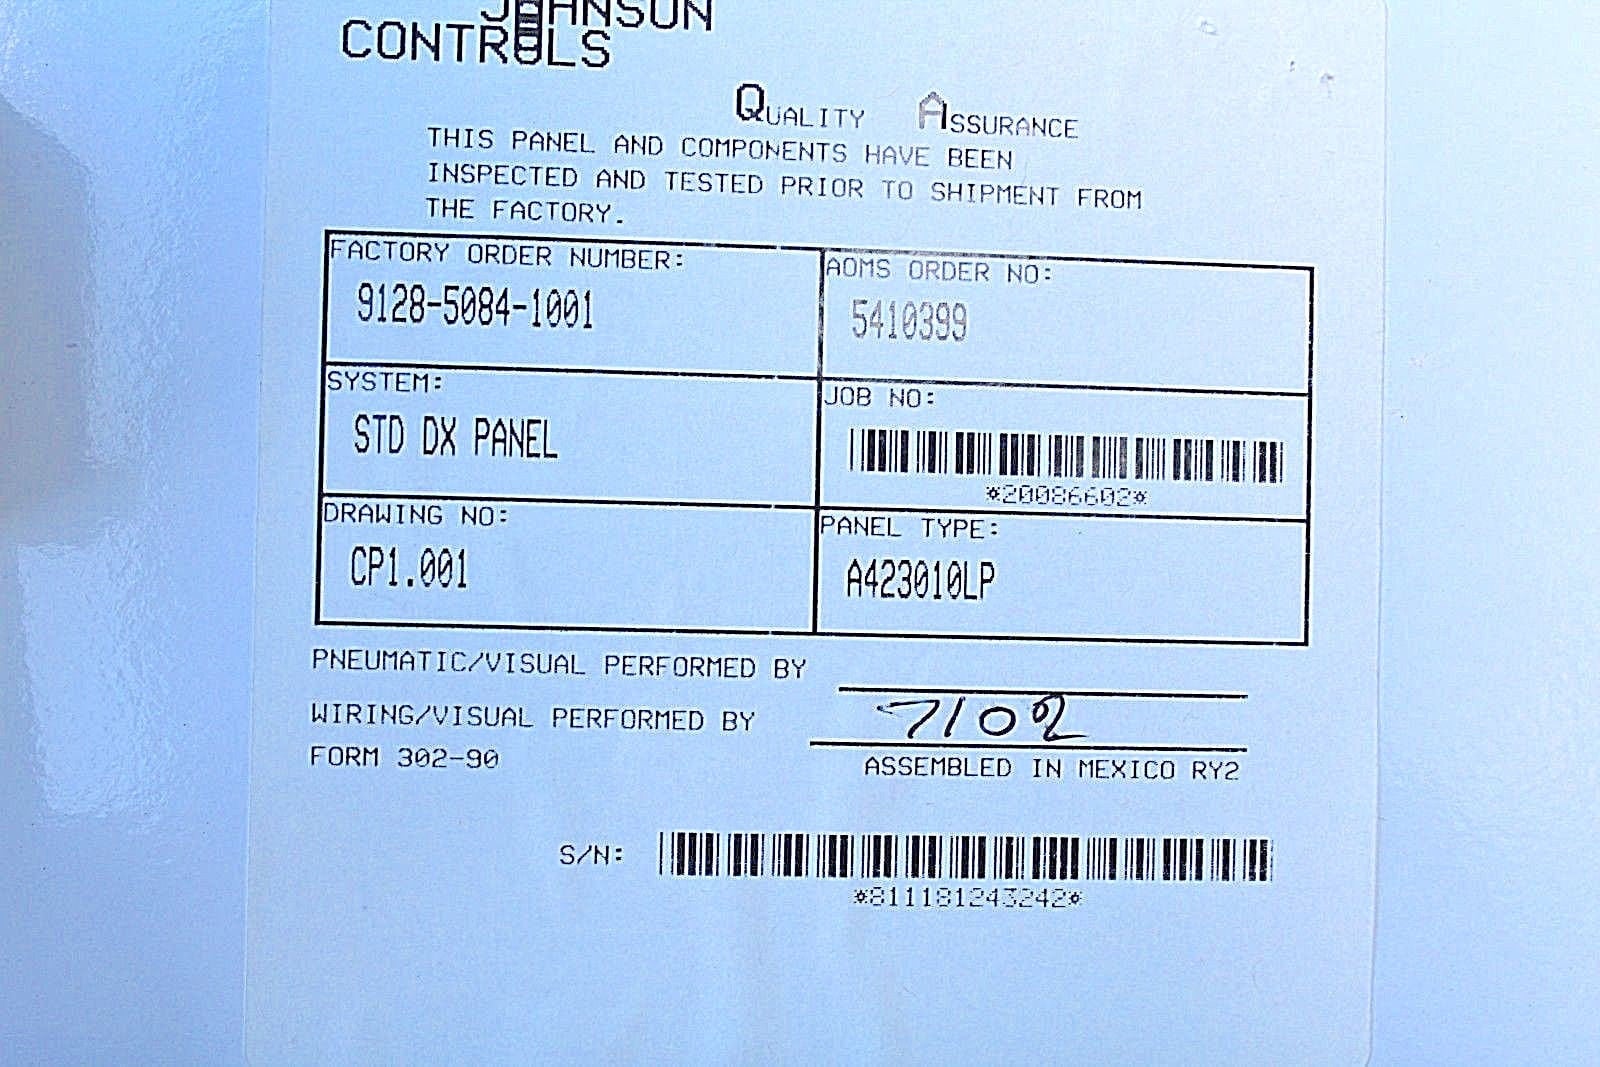 JOHNSON
CONTROLS
QUALITY ASSURANCE
THIS PANEL AND COMPONENTS HAVE BEEN
INSPECTED AND TESTED PRIOR TO SHIPMENT FROM
THE FACTORY.
FACTORY ORDER NUMBER:
9128-5084-1001
AOMS ORDER NO:
5410399
SYSTEM:
STD DX PANEL
JOB NO:
*20086602*
DRAWING NO:
CP1.001
PANEL TYPE:
A423010LP
PNEUMATIC/VISUAL PERFORMED BY
WIRING/VISUAL PERFORMED BY 7102
FORM 302-90
ASSEMBLED IN MEXICO RY2
S/N:
*811181243242*